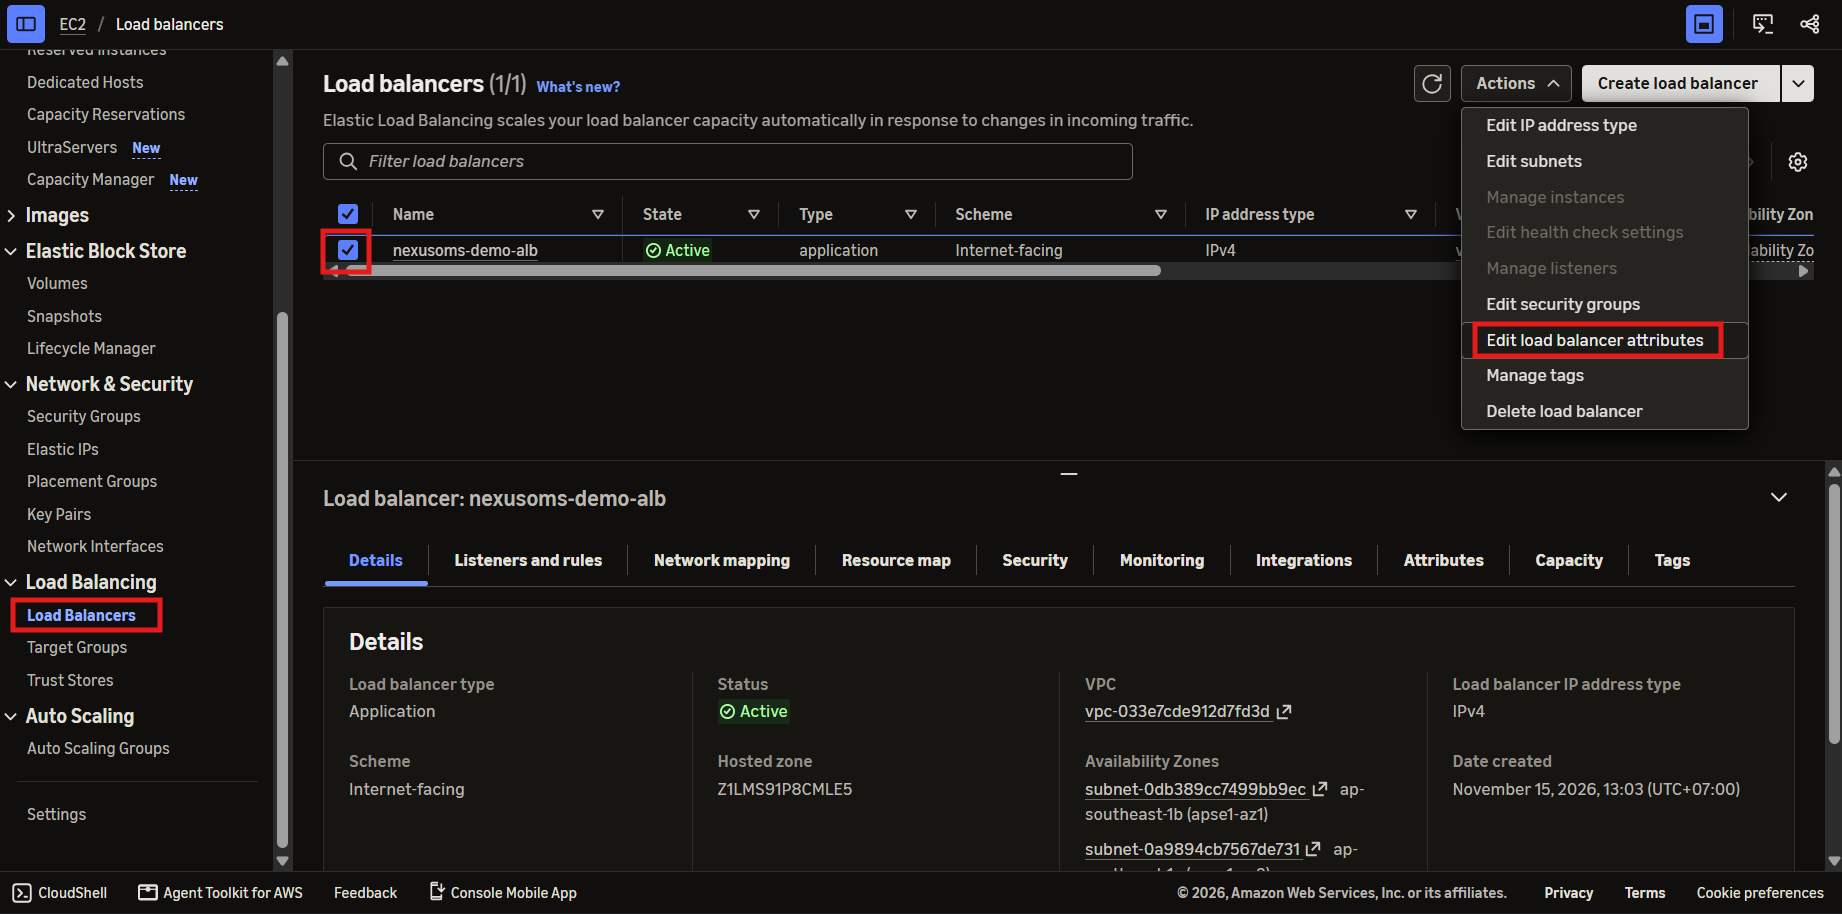 EC2 / Load balancers
Reserved Instances
Dedicated Hosts
Capacity Reservations
UltraServers New
Capacity Manager New
Images
Elastic Block Store
Volumes
Snapshots
Lifecycle Manager
Network & Security
Security Groups
Elastic IPs
Placement Groups
Key Pairs
Network Interfaces
Load Balancing
Load Balancers
Target Groups
Trust Stores
Auto Scaling
Auto Scaling Groups
Settings
Load balancers (1/1) What's new?
Actions
Create load balancer
Elastic Load Balancing scales your load balancer capacity automatically in response to changes in incoming traffic.
Filter load balancers
Name State Type Scheme IP address type
nexusoms-demo-alb Active application Internet-facing IPv4
Edit IP address type
Edit subnets
Manage instances
Edit health check settings
Manage listeners
Edit security groups
Edit load balancer attributes
Manage tags
Delete load balancer
Load balancer: nexusoms-demo-alb
Details Listeners and rules Network mapping Resource map Security Monitoring Integrations Attributes Capacity Tags
Details
Load balancer type
Application
Status
Active
VPC
vpc-033e7cde912d7fd3d
Load balancer IP address type
IPv4
Scheme
Internet-facing
Hosted zone
Z1LMS91P8CMLE5
Availability Zones
subnet-0db389cc7499bb9ec ap-
southeast-1b (apse1-az1)
subnet-0a9894cb7567de731 ap-
Date created
November 15, 2026, 13:03 (UTC+07:00)
CloudShell Agent Toolkit for AWS Feedback Console Mobile App
© 2026, Amazon Web Services, Inc. or its affiliates. Privacy Terms Cookie preferences